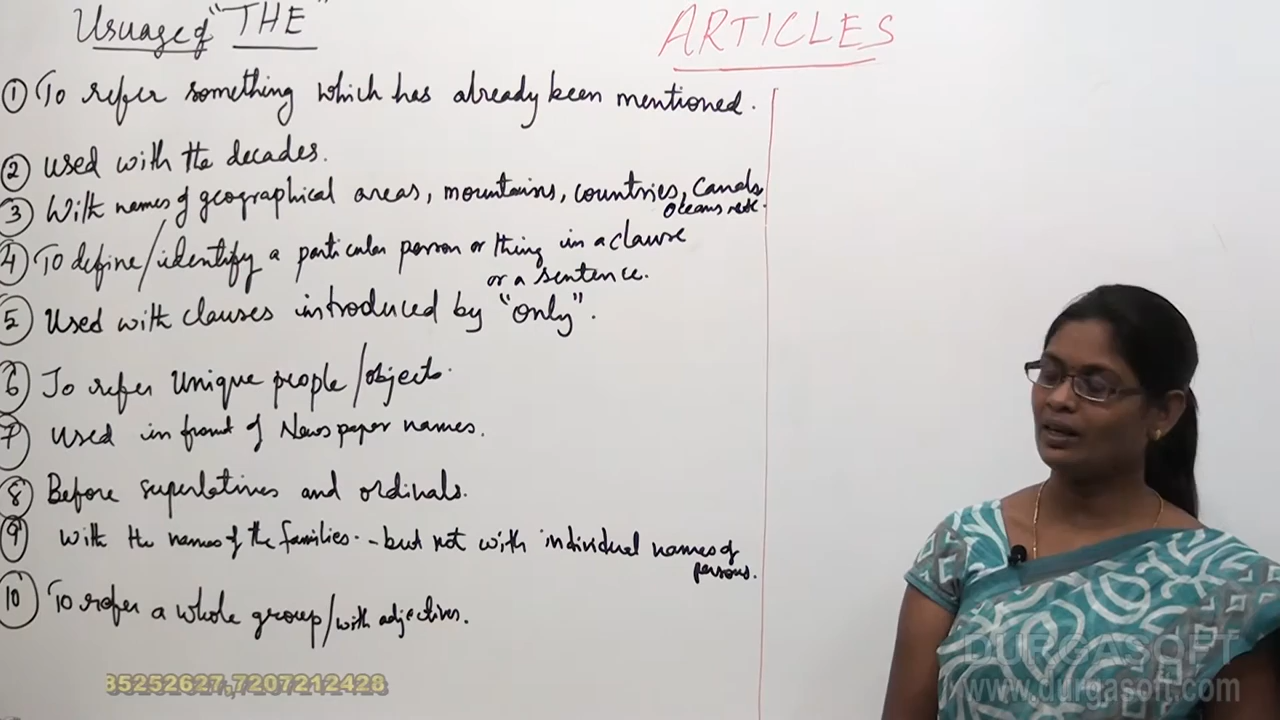 Usuage of "THE"
ARTICLES
① To refer something which has already been mentioned.
② Used with the decades.
③ With names of geographical areas, mountains, countries, Canals
Oceans
④ To define/identify a particular person or thing in a clause
or a sentence.
⑤ Used with clauses introduced by "only".
⑥ To refer Unique people/objects.
⑦ Used in front of News paper names.
⑧ Before superlatives and ordinals.
⑨ With the names of the families. - but not with individual names of
persons.
⑩ To refer a whole group/with adjectives.
85252627,7207212428
DURGASOFT
www.durgasoft.com